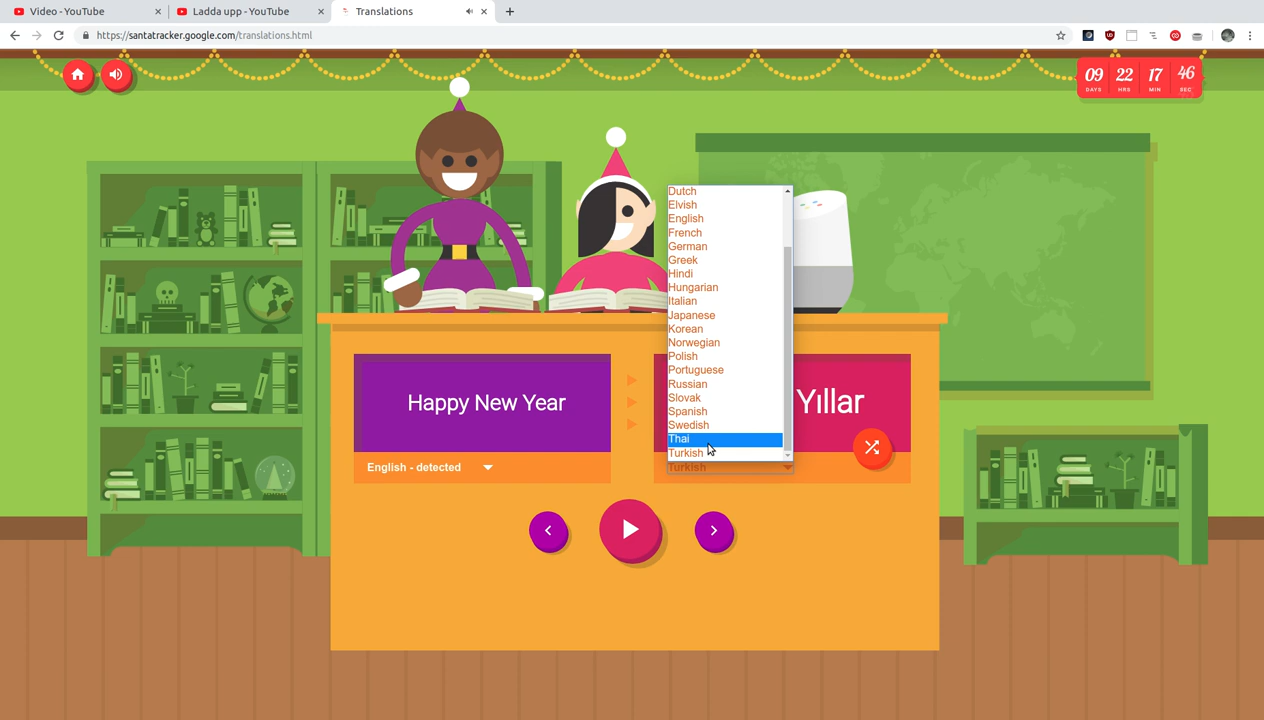 Video - YouTube
Ladda upp - YouTube
Translations
https://santatracker.google.com/translations.html
09 22 17 46
DAYS HRS MIN SEC
Dutch
Elvish
English
French
German
Greek
Hindi
Hungarian
Italian
Japanese
Korean
Norwegian
Polish
Portuguese
Russian
Slovak
Spanish
Swedish
Thai
Turkish
Happy New Year
Yıllar
English - detected
Turkish